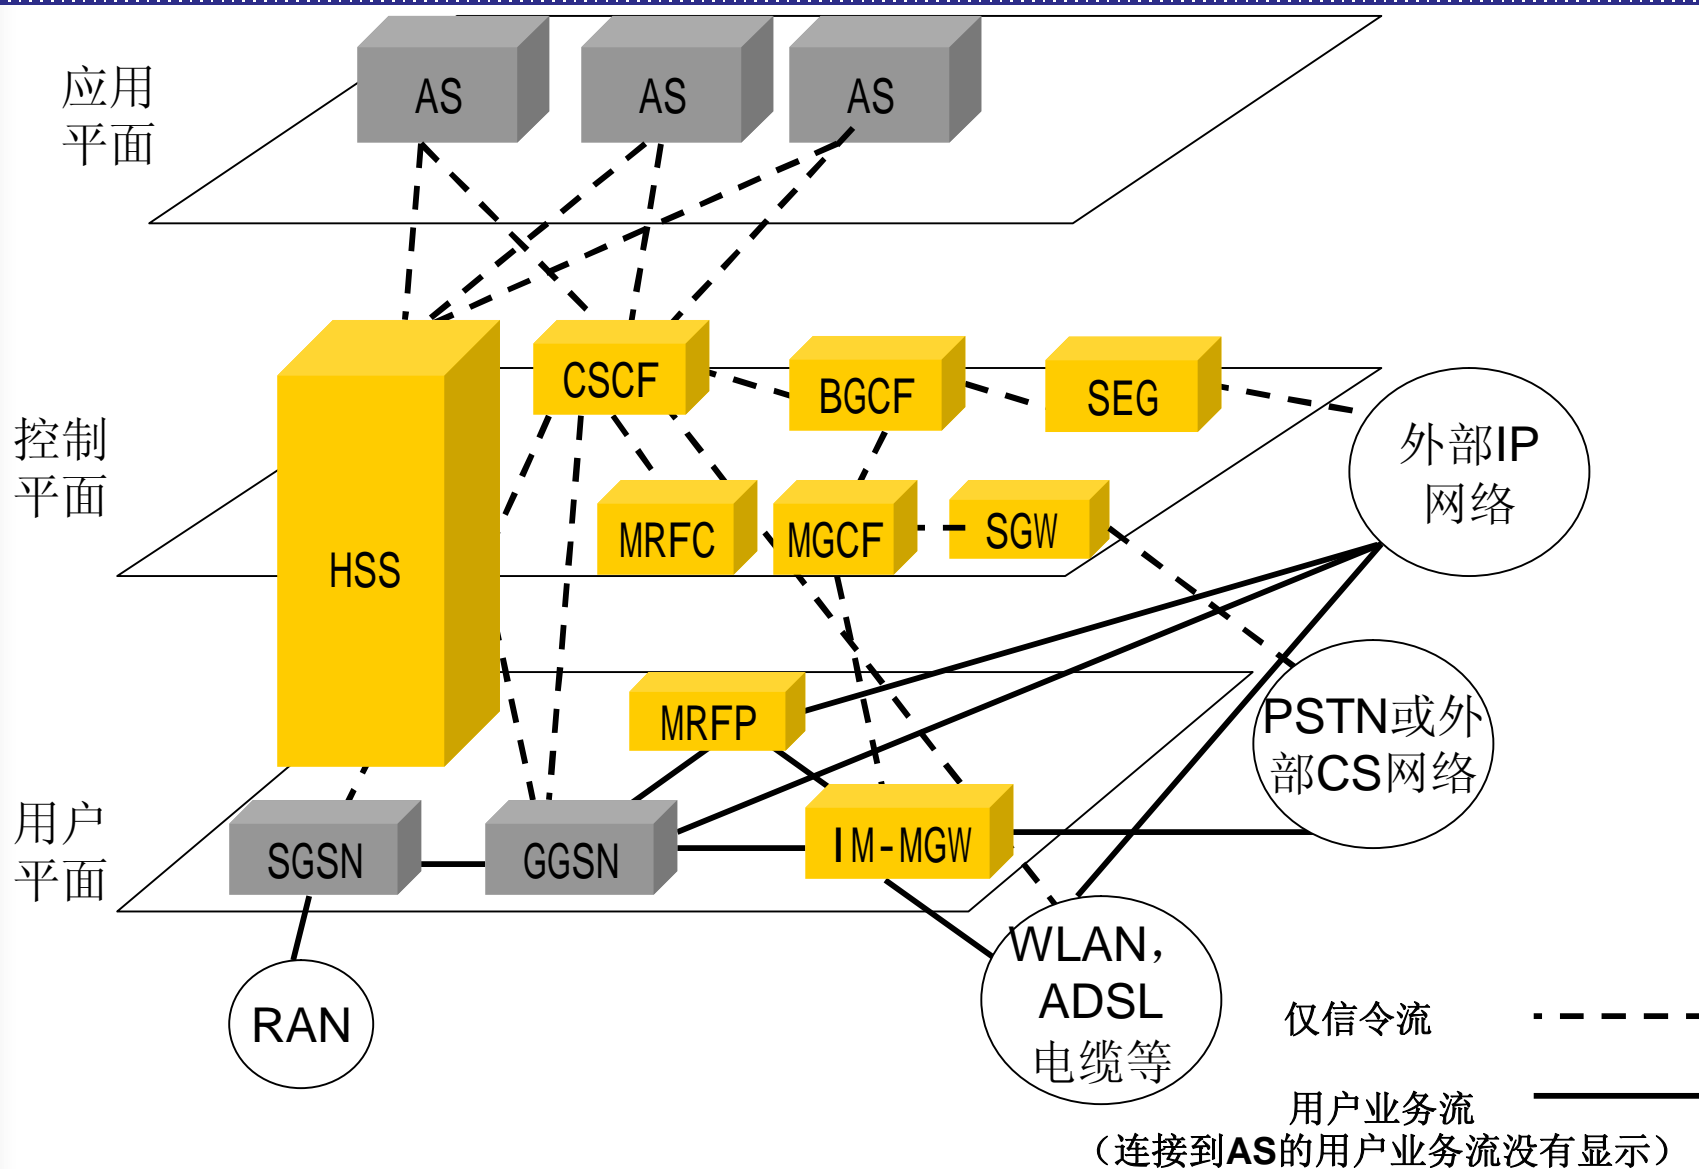 应用
平面
AS
AS
AS
控制
平面
HSS
CSCF
BGCF
SEG
MRFC
MGCF
SGW
外部IP
网络
PSTN或外
部CS网络
用户
平面
MRFP
SGSN
GGSN
IM-MGW
RAN
WLAN，
ADSL
电缆等
仅信令流
用户业务流
（连接到AS的用户业务流没有显示）